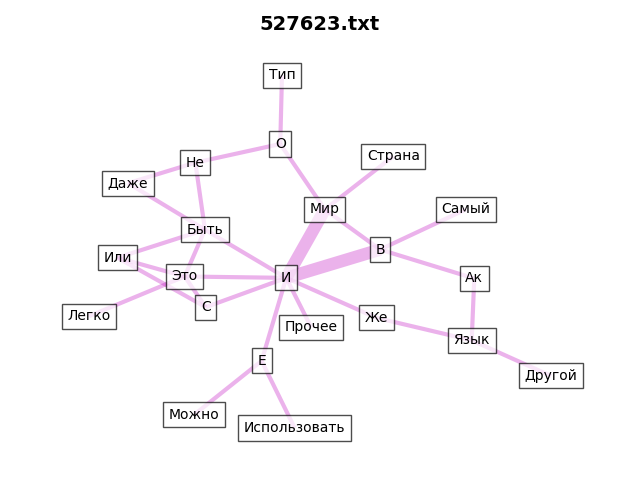 527623.txt
Тип
О
Страна
Не
Даже
Мир
Самый
Быть
В
Или
Это
И
Ак
С
Легко
Же
Прочее
Язык
Е
Другой
Можно
Использовать